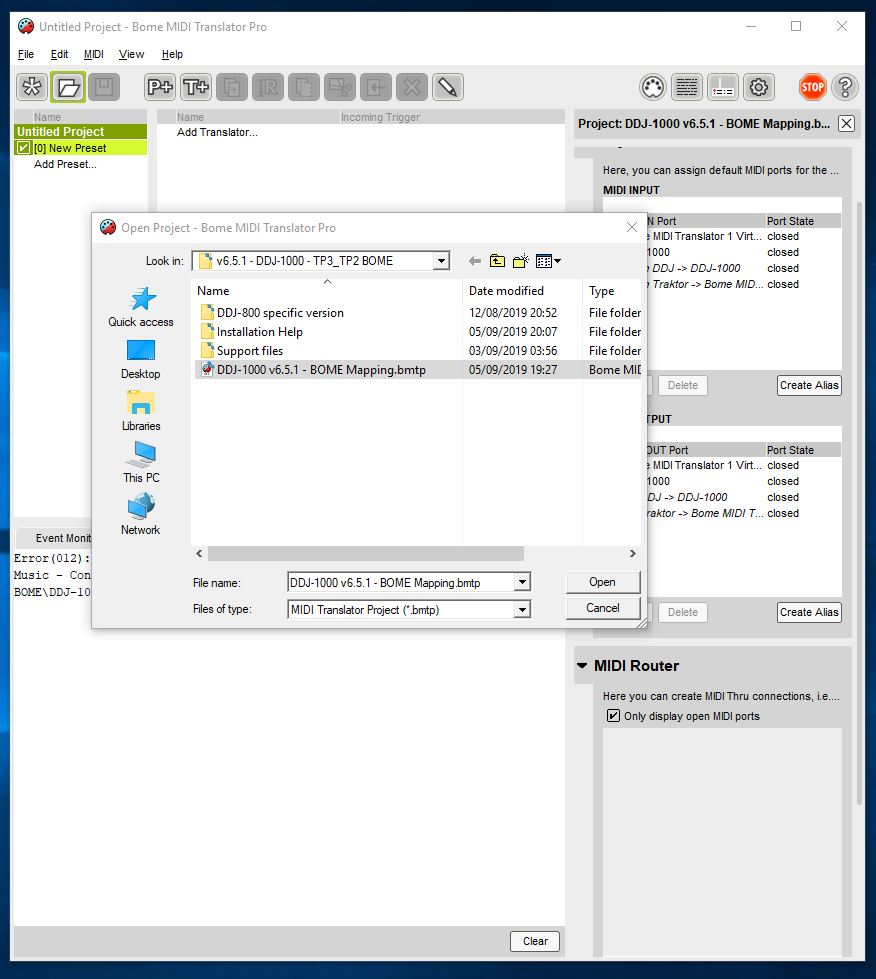 Untitled Project - Bome MIDI Translator Pro
File Edit MIDI View Help
P+ T+ IR STOP ?
Name
Untitled Project
[0] New Preset
Add Preset...
Name Incoming Trigger
Add Translator...
Project: DDJ-1000 v6.5.1 - BOME Mapping.b...
Here, you can assign default MIDI ports for the ...
MIDI INPUT
N Port Port State
MIDI Translator 1 Virt... closed
1000 closed
DDJ -> DDJ-1000 closed
Traktor -> Bome MID... closed
Delete Create Alias
TPUT
OUT Port Port State
MIDI Translator 1 Virt... closed
1000 closed
DJ -> DDJ-1000 closed
raktor -> Bome MIDI T... closed
Delete Create Alias
MIDI Router
Here you can create MIDI Thru connections, i.e....
Only display open MIDI ports
Open Project - Bome MIDI Translator Pro
Look in: v6.5.1 - DDJ-1000 - TP3_TP2 BOME
Quick access
Desktop
Libraries
This PC
Network
Name Date modified Type
DDJ-800 specific version 12/08/2019 20:52 File folder
Installation Help 05/09/2019 20:07 File folder
Support files 03/09/2019 03:56 File folder
DDJ-1000 v6.5.1 - BOME Mapping.bmtp 05/09/2019 19:27 Bome MID
File name: DDJ-1000 v6.5.1 - BOME Mapping.bmtp Open
Files of type: MIDI Translator Project (*.bmtp) Cancel
Event Monit
Error(012):
Music - Con
BOME\DDJ-10
Clear